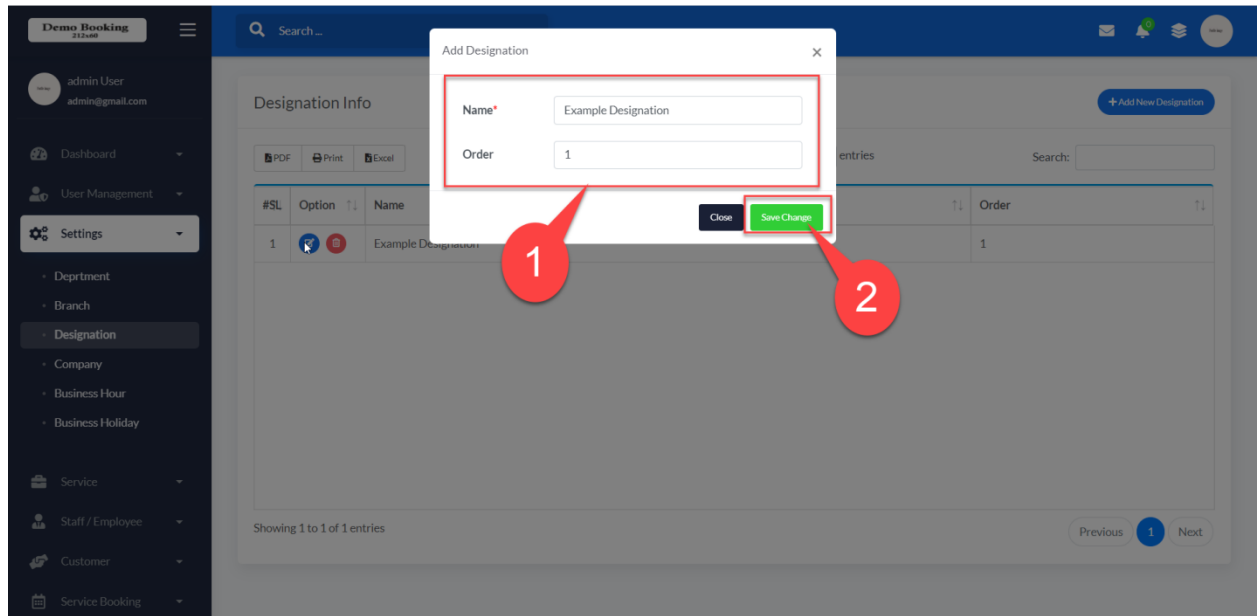 Demo Booking
212x60
Search ...
admin User
admin@gmail.com
Dashboard
User Management
Settings
Deprtment
Branch
Designation
Company
Business Hour
Business Holiday
Service
Staff / Employee
Customer
Service Booking
Designation Info
+ Add New Designation
PDF Print Excel
entries
Search:
#SL Option Name Order
1 Example Designation 1
Showing 1 to 1 of 1 entries
Previous 1 Next
Add Designation ×
Name* Example Designation
Order 1
Close Save Change
1
2